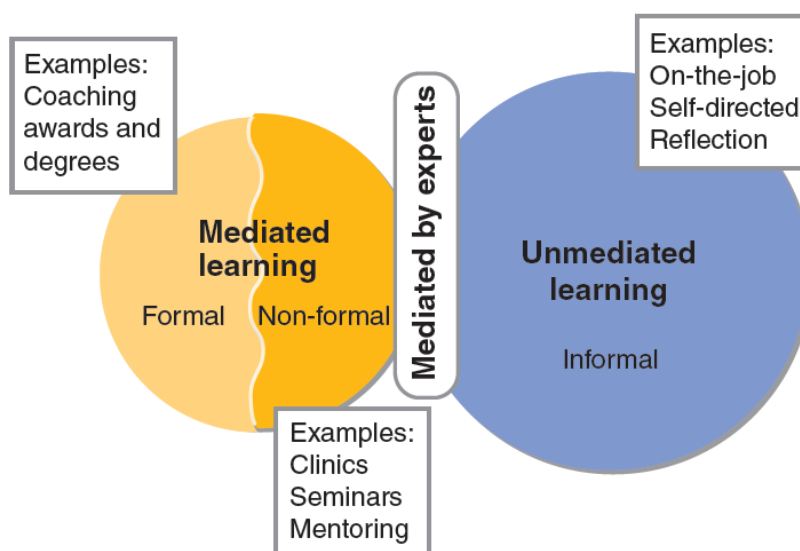 Examples:
Coaching
awards and
degrees
Mediated
learning
Formal
Non-formal
Examples:
Clinics
Seminars
Mentoring
Mediated by experts
Examples:
On-the-job
Self-directed
Reflection
Unmediated
learning
Informal